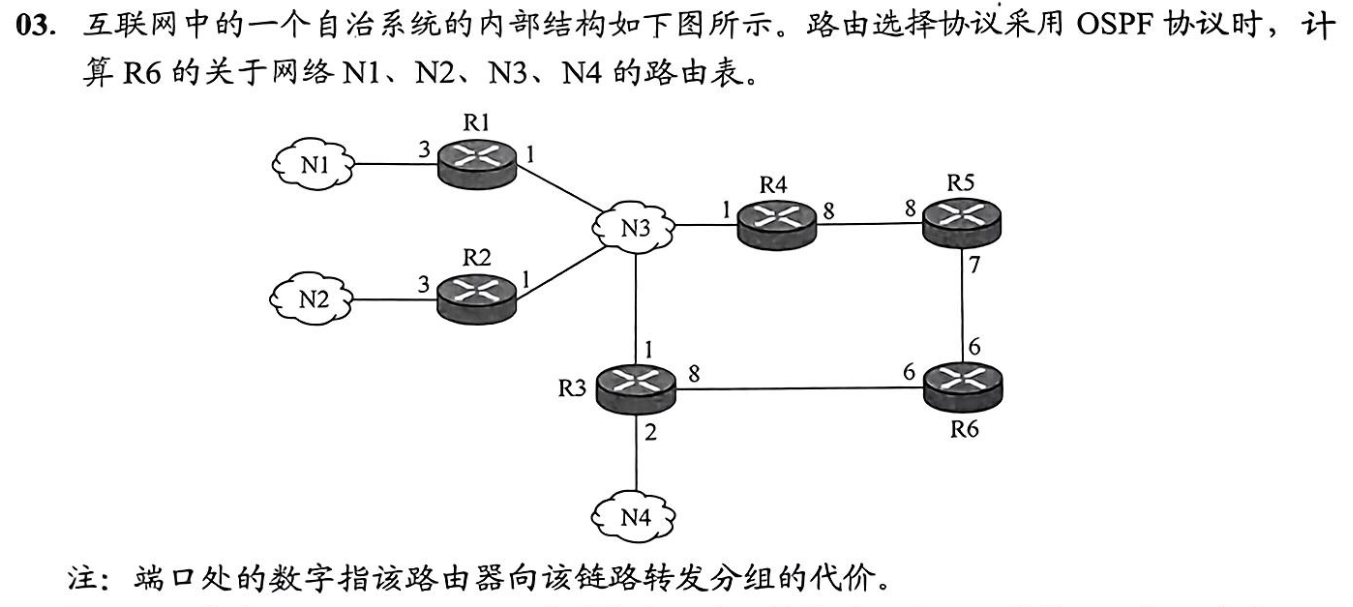 03. 互联网中的一个自治系统的内部结构如下图所示。路由选择协议采用 OSPF 协议时，计
算 R6 的关于网络 N1、N2、N3、N4 的路由表。
R1
N1 3 1
R4 R5
N3 1 8 8
R2
7
N2 3 1
1 6
R3 8 6
2 R6
N4
注：端口处的数字指该路由器向该链路转发分组的代价。